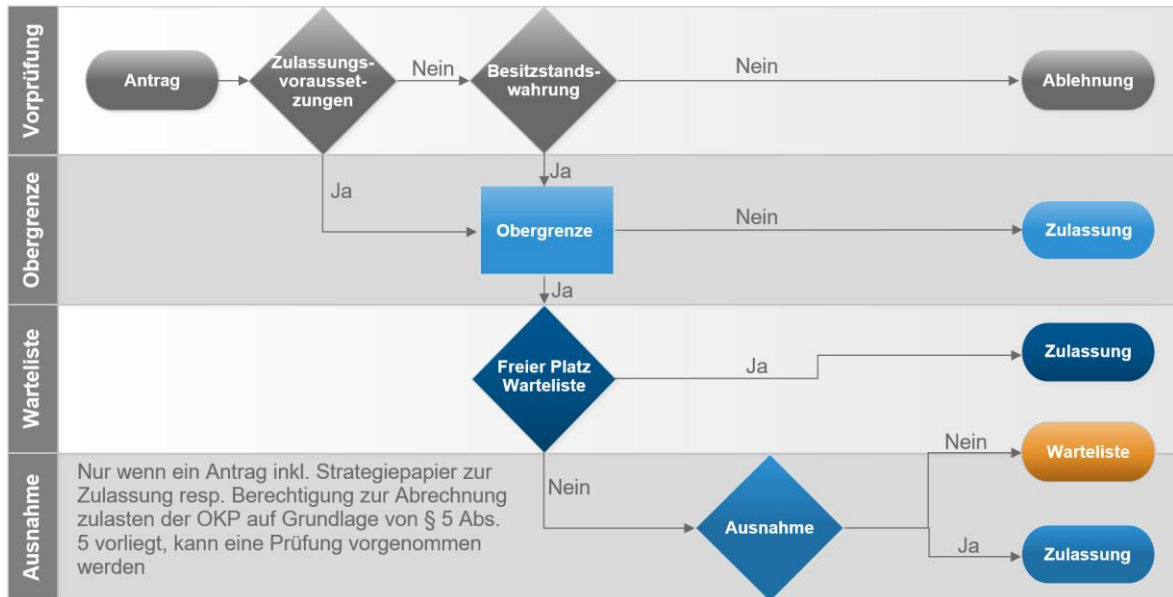 Vorprüfung
Antrag
Zulassungs-
vorausset-
zungen
Nein
Besitzstands-
wahrung
Nein
Ablehnung
Ja
Ja
Obergrenze
Obergrenze
Nein
Zulassung
Ja
Warteliste
Freier Platz
Warteliste
Ja
Zulassung
Nein
Warteliste
Ausnahme
Nur wenn ein Antrag inkl. Strategiepapier zur
Zulassung resp. Berechtigung zur Abrechnung
zulasten der OKP auf Grundlage von § 5 Abs.
5 vorliegt, kann eine Prüfung vorgenommen
werden
Nein
Ausnahme
Ja
Zulassung